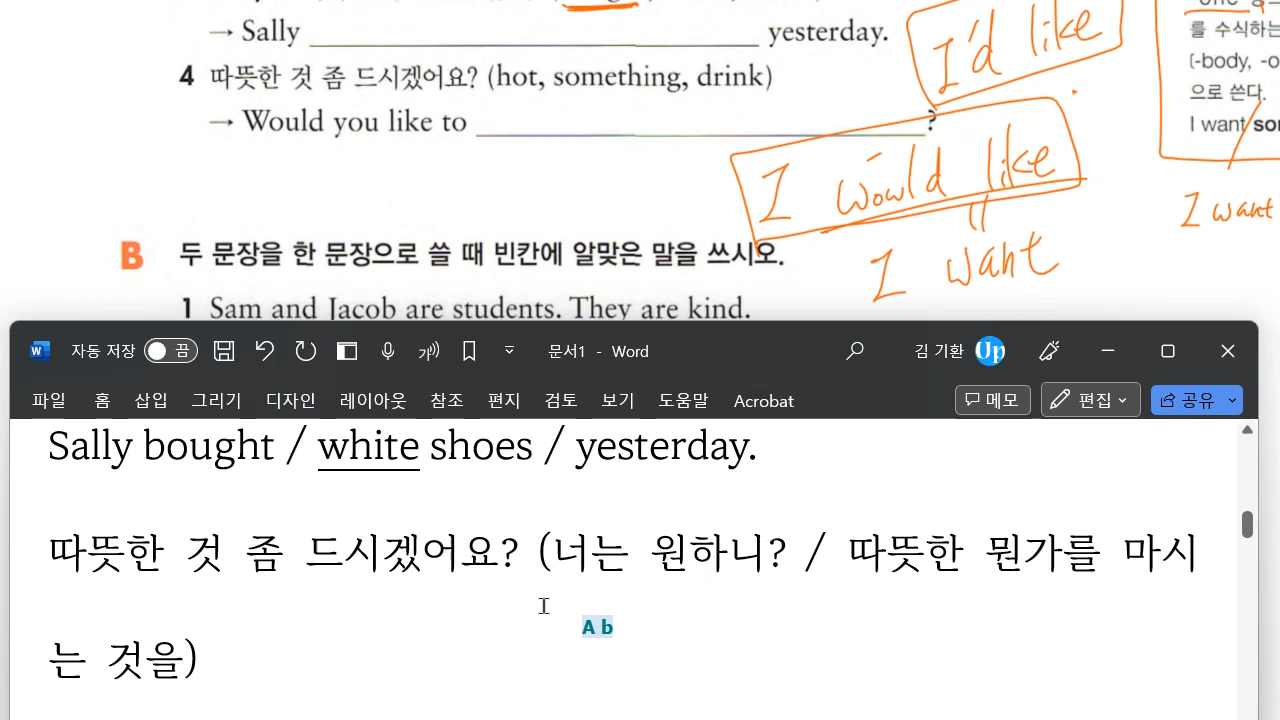 → Sally ______ yesterday.
I'd like
4 따뜻한 것 좀 드시겠어요? (hot, something, drink)
→ Would you like to ______?
I would like
I want
를 수식하는
(-body, -o
으로 쓴다.
I want
I want
B 두 문장을 한 문장으로 쓸 때 빈칸에 알맞은 말을 쓰시오.
1 Sam and Jacob are students. They are kind.
자동 저장 끔 가)) 문서1 - Word 김 기환 Up
파일 홈 삽입 그리기 디자인 레이아웃 참조 편지 검토 보기 도움말 Acrobat 메모 편집 공유
Sally bought / white shoes / yesterday.
따뜻한 것 좀 드시겠어요? (너는 원하니? / 따뜻한 뭔가를 마시
는 것을)
A b